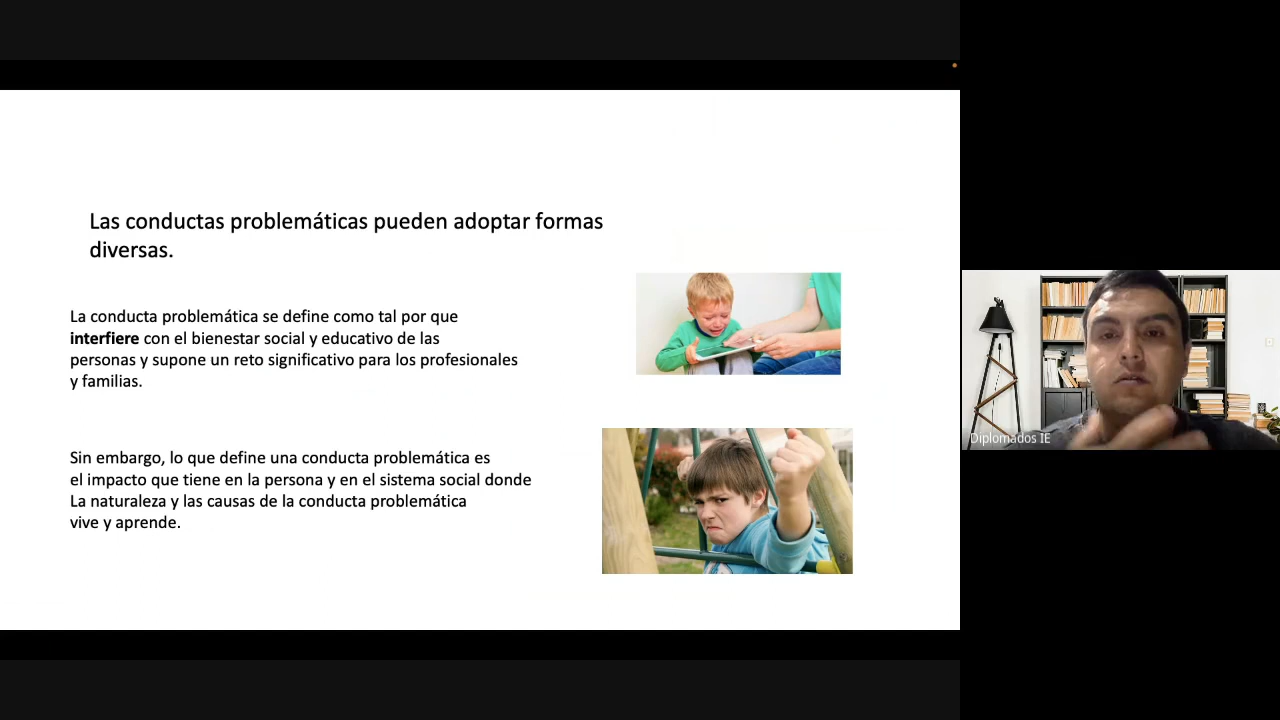 Las conductas problemáticas pueden adoptar formas
diversas.
La conducta problemática se define como tal por que
interfiere con el bienestar social y educativo de las
personas y supone un reto significativo para los profesionales
y familias.
Sin embargo, lo que define una conducta problemática es
el impacto que tiene en la persona y en el sistema social donde
La naturaleza y las causas de la conducta problemática
vive y aprende.
Diplomados IE